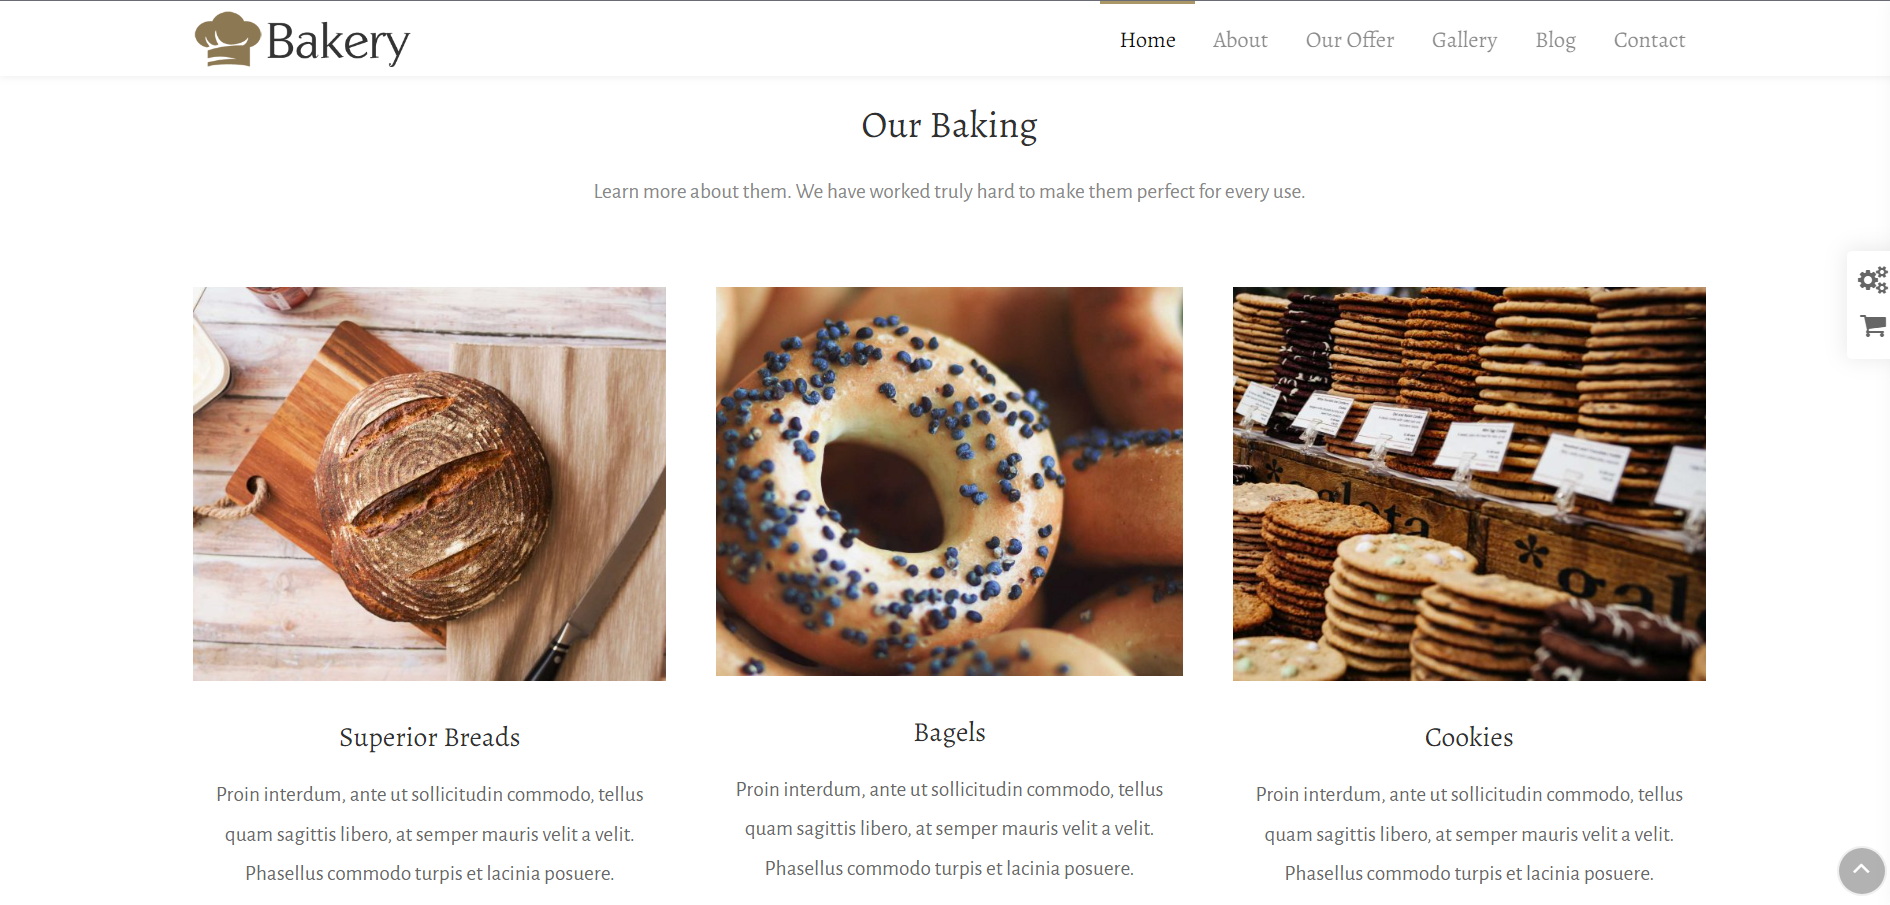 Bakery
Home About Our Offer Gallery Blog Contact
Our Baking
Learn more about them. We have worked truly hard to make them perfect for every use.
galeta
* gal
Superior Breads
Proin interdum, ante ut sollicitudin commodo, tellus
quam sagittis libero, at semper mauris velit a velit.
Phasellus commodo turpis et lacinia posuere.
Bagels
Proin interdum, ante ut sollicitudin commodo, tellus
quam sagittis libero, at semper mauris velit a velit.
Phasellus commodo turpis et lacinia posuere.
Cookies
Proin interdum, ante ut sollicitudin commodo, tellus
quam sagittis libero, at semper mauris velit a velit.
Phasellus commodo turpis et lacinia posuere.